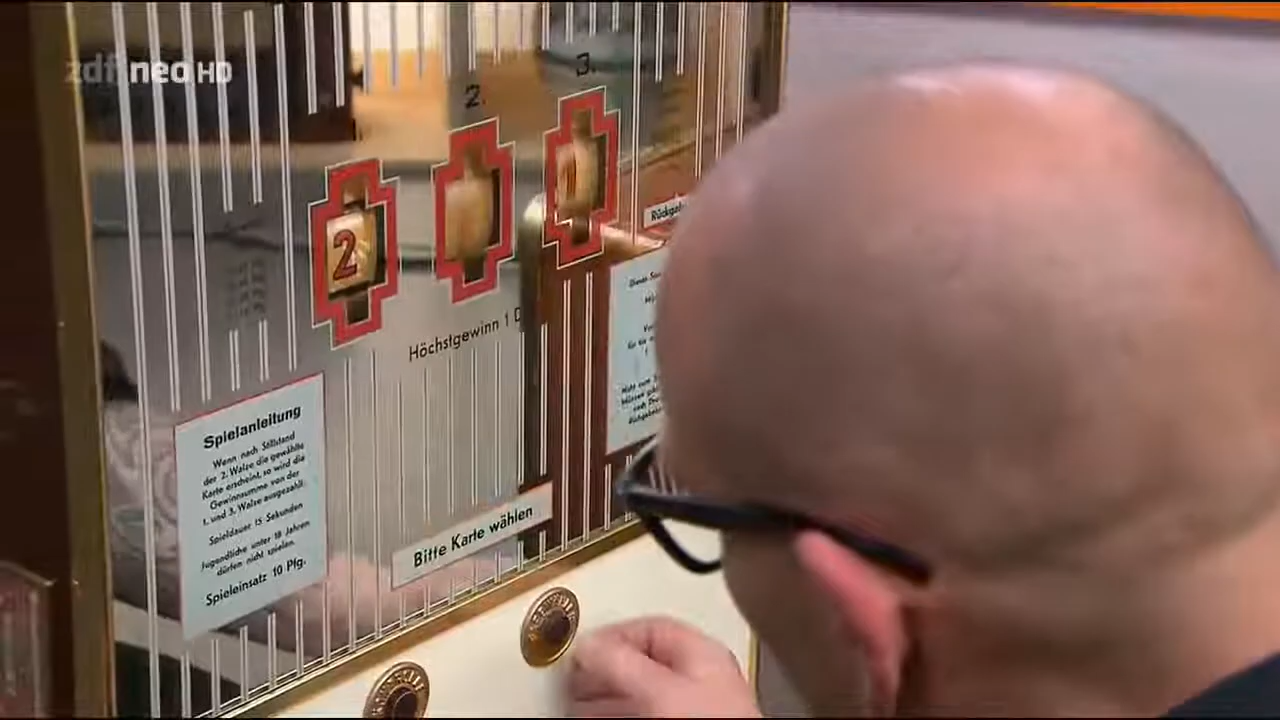 zdf neo HD
3.
2.
1
2
Rückga
Höchstgewinn 1 D
Spielanleitung
Wenn nach Stillstand
der 2. Walze die gewählte
Karte erscheint, so wird die
Gewinnsumme von der
1. und 3. Walze ausgezahlt.
Spieldauer 15 Sekunden
Jugendliche unter 18 Jahren
dürfen nicht spielen.
Spieleinsatz 10 Pfg.
Bitte Karte wählen